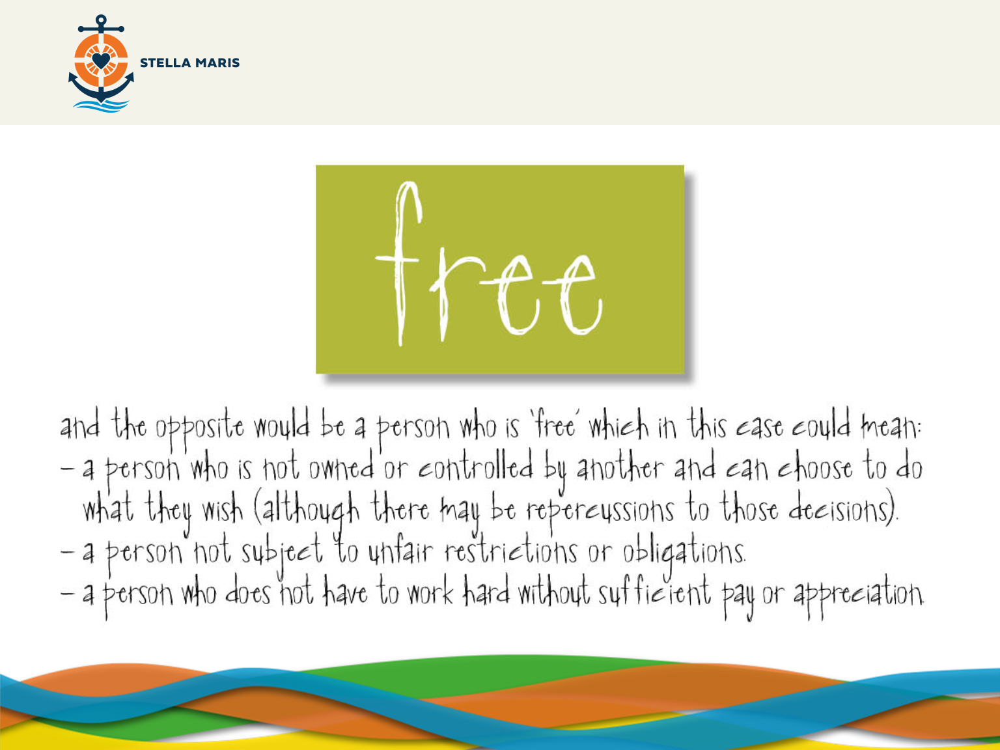 STELLA MARIS
free
and the opposite would be a person who is 'free' which in this case could mean:
– a person who is not owned or controlled by another and can choose to do
what they wish (although there may be repercussions to those decisions).
– a person not subject to unfair restrictions or obligations.
– a person who does not have to work hard without sufficient pay or appreciation.